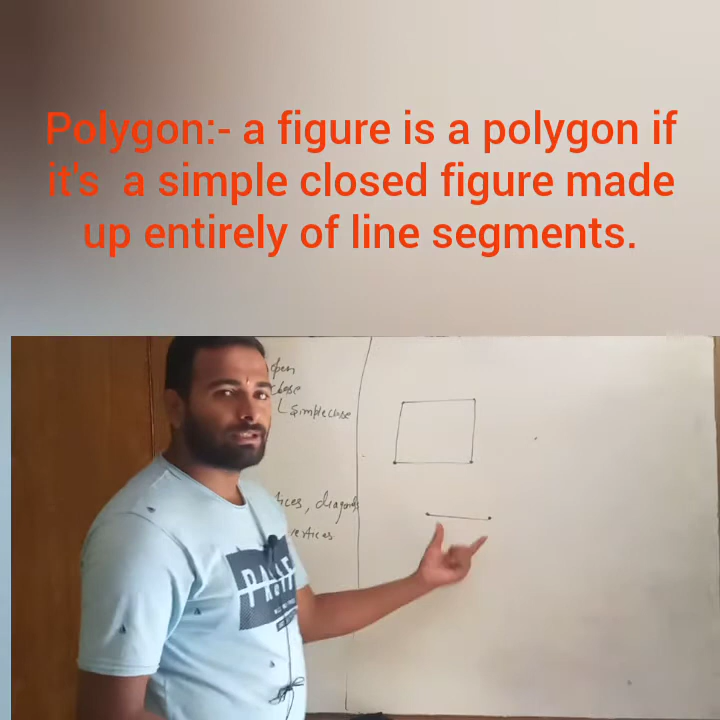 Polygon:- a figure is a polygon if
it's a simple closed figure made
up entirely of line segments.
open
close
simple close
diagonals
vertices